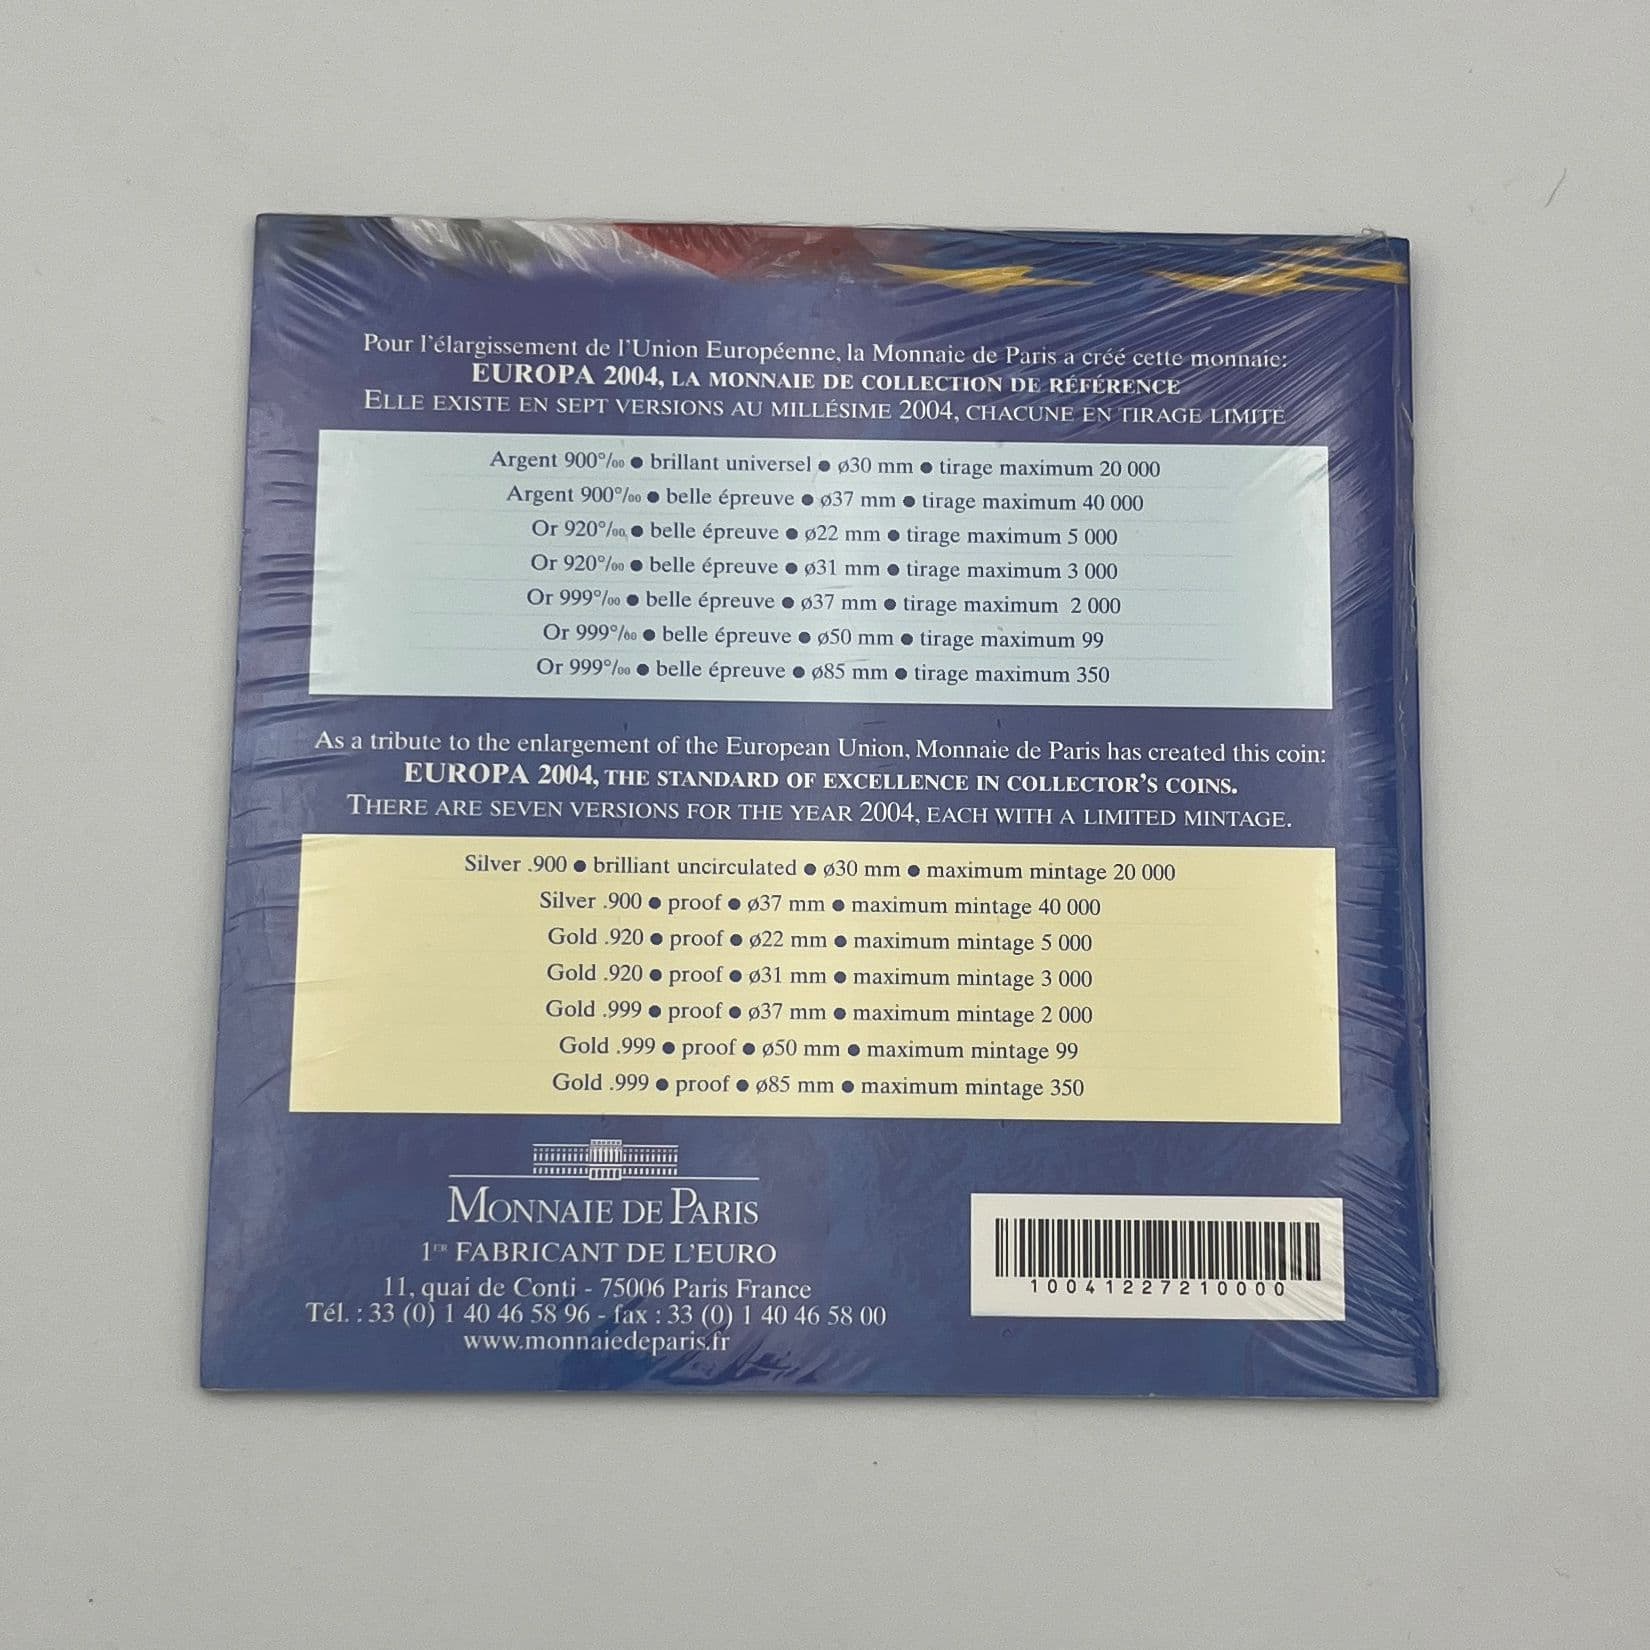 Pour l'élargissement de l'Union Européenne, la Monnaie de Paris a créé cette monnaie:
EUROPA 2004, LA MONNAIE DE COLLECTION DE RÉFÉRENCE
ELLE EXISTE EN SEPT VERSIONS AU MILLÉSIME 2004, CHACUNE EN TIRAGE LIMITÉ
Argent 900‰ ● brillant universel ● ø30 mm ● tirage maximum 20 000
Argent 900‰ ● belle épreuve ● ø37 mm ● tirage maximum 40 000
Or 920‰ ● belle épreuve ● ø22 mm ● tirage maximum 5 000
Or 920‰ ● belle épreuve ● ø31 mm ● tirage maximum 3 000
Or 999‰ ● belle épreuve ● ø37 mm ● tirage maximum 2 000
Or 999‰ ● belle épreuve ● ø50 mm ● tirage maximum 99
Or 999‰ ● belle épreuve ● ø85 mm ● tirage maximum 350
As a tribute to the enlargement of the European Union, Monnaie de Paris has created this coin:
EUROPA 2004, THE STANDARD OF EXCELLENCE IN COLLECTOR'S COINS.
THERE ARE SEVEN VERSIONS FOR THE YEAR 2004, EACH WITH A LIMITED MINTAGE.
Silver .900 ● brilliant uncirculated ● ø30 mm ● maximum mintage 20 000
Silver .900 ● proof ● ø37 mm ● maximum mintage 40 000
Gold .920 ● proof ● ø22 mm ● maximum mintage 5 000
Gold .920 ● proof ● ø31 mm ● maximum mintage 3 000
Gold .999 ● proof ● ø37 mm ● maximum mintage 2 000
Gold .999 ● proof ● ø50 mm ● maximum mintage 99
Gold .999 ● proof ● ø85 mm ● maximum mintage 350
MONNAIE DE PARIS
1ER FABRICANT DE L'EURO
11, quai de Conti - 75006 Paris France
Tél. : 33 (0) 1 40 46 58 96 - fax : 33 (0) 1 40 46 58 00
www.monnaiedeparis.fr
10041227210000